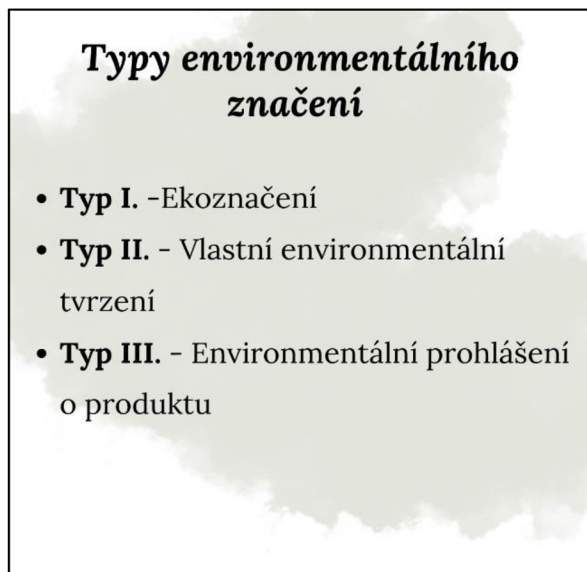 Typy environmentálního
značení
• Typ I. -Ekoznačení
• Typ II. - Vlastní environmentální
tvrzení
• Typ III. - Environmentální prohlášení
o produktu